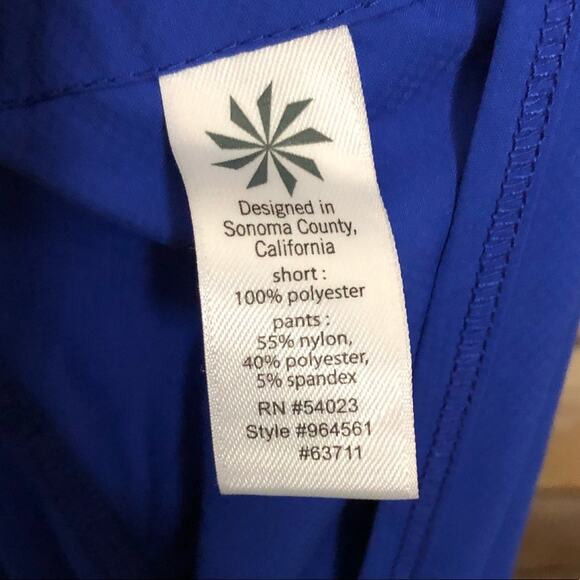 Designed in
Sonoma County,
California
short :
100% polyester
pants :
55% nylon,
40% polyester,
5% spandex
RN #54023
Style #964561
#63711